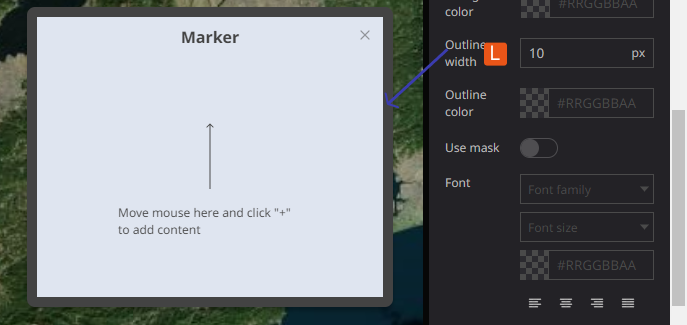 Marker
Move mouse here and click "+"
to add content
color
#RRGGBBAA
Outline
width
L
10
px
Outline
color
#RRGGBBAA
Use mask
Font
Font family
Font size
#RRGGBBAA